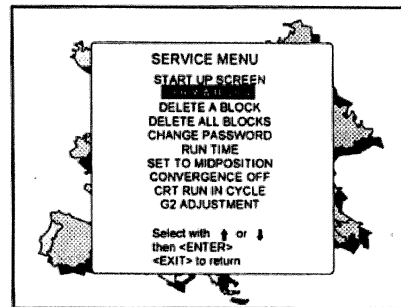 SERVICE MENU
START UP SCREEN
DELETE A BLOCK
DELETE ALL BLOCKS
CHANGE PASSWORD
RUN TIME
SET TO MIDPOSITION
CONVERGENCE OFF
CRT RUN IN CYCLE
G2 ADJUSTMENT
Select with ↑ or ↓
then <ENTER>
<EXIT> to return